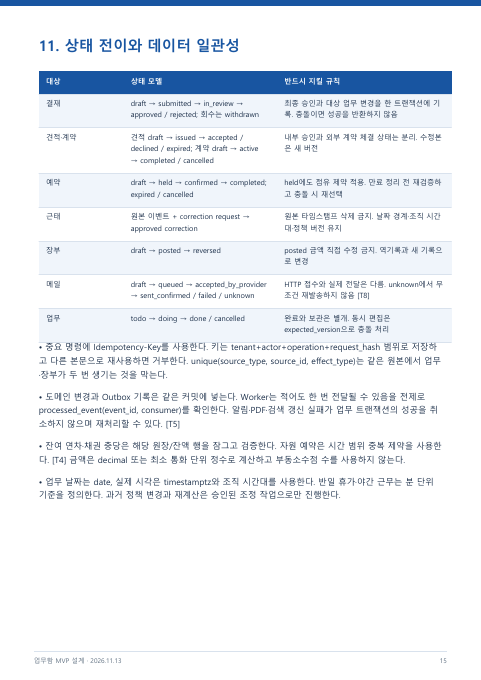 11. 상태 전이와 데이터 일관성
대상 상태 모델 반드시 지킬 규칙
결재 draft → submitted → in_review → 최종 승인과 대상 업무 변경을 한 트랜잭션에 기
approved / rejected; 회수는 withdrawn 록. 충돌이면 성공을 반환하지 않음
견적·계약 견적 draft → issued → accepted / 내부 승인과 외부 계약 체결 상태는 분리. 수정본
declined / expired; 계약 draft → active 은 새 버전
→ completed / cancelled
예약 draft → held → confirmed → completed; held에도 점유 제약 적용. 만료 정리 전 재검증하
expired / cancelled 고 충돌 시 재선택
근태 원본 이벤트 + correction request → 원본 타임스탬프 삭제 금지. 날짜 경계·조직 시간
approved correction 대·정책 버전 유지
장부 draft → posted → reversed posted 금액 직접 수정 금지. 역기록과 새 기록으
로 변경
메일 draft → queued → accepted_by_provider HTTP 접수와 실제 전달은 다름. unknown에서 무
→ sent_confirmed / failed / unknown 조건 재발송하지 않음 [T8]
업무 todo → doing → done / cancelled 완료와 보관은 별개. 동시 편집은
expected_version으로 충돌 처리
• 중요 명령에 Idempotency-Key를 사용한다. 키는 tenant+actor+operation+request_hash 범위로 저장하
고 다른 본문으로 재사용하면 거부한다. unique(source_type, source_id, effect_type)는 같은 원본에서 업무
·장부가 두 번 생기는 것을 막는다.
• 도메인 변경과 Outbox 기록은 같은 커밋에 넣는다. Worker는 적어도 한 번 전달될 수 있음을 전제로
processed_event(event_id, consumer)를 확인한다. 알림·PDF·검색 갱신 실패가 업무 트랜잭션의 성공을 취
소하지 않으며 재처리할 수 있다. [T5]
• 잔여 연차·채권 충당은 해당 원장/잔액 행을 잠그고 검증한다. 자원 예약은 시간 범위 중복 제약을 사용한
다. [T4] 금액은 decimal 또는 최소 통화 단위 정수로 계산하고 부동소수점 수를 사용하지 않는다.
• 업무 날짜는 date, 실제 시각은 timestamptz와 조직 시간대를 사용한다. 반일 휴가·야간 근무는 분 단위
기준을 정의한다. 과거 정책 변경과 재계산은 승인된 조정 작업으로만 진행한다.
업무함 MVP 설계 · 2026.11.13 15